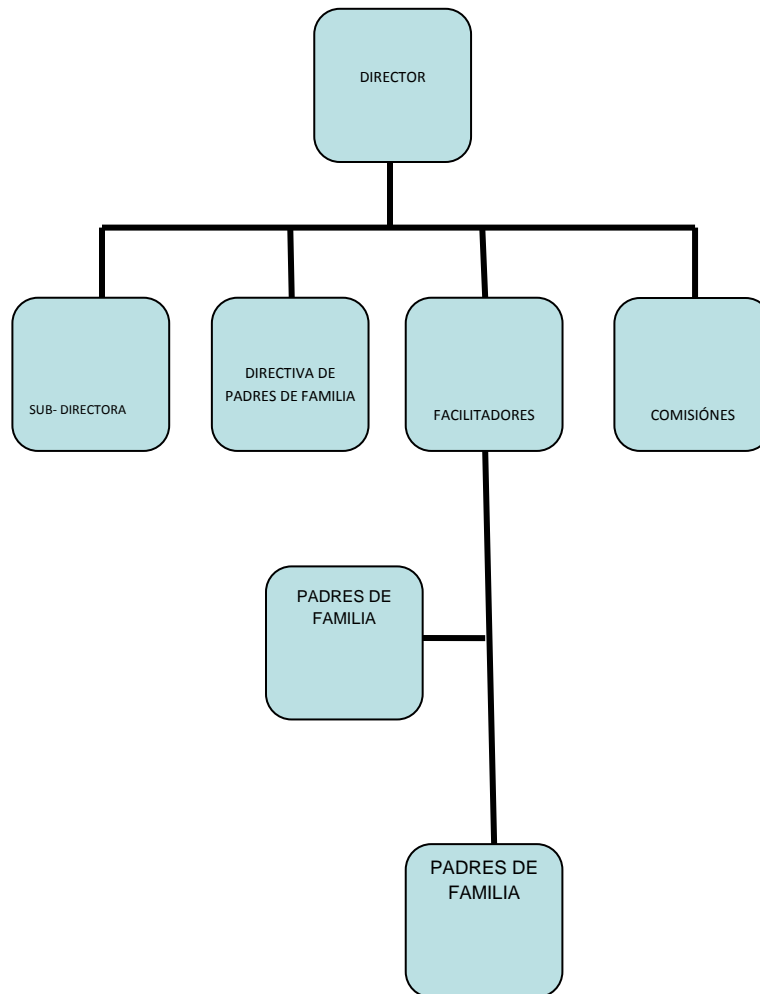 DIRECTOR
SUB- DIRECTORA
DIRECTIVA DE
PADRES DE FAMILIA
FACILITADORES
COMISIÓNES
PADRES DE
FAMILIA
PADRES DE
FAMILIA